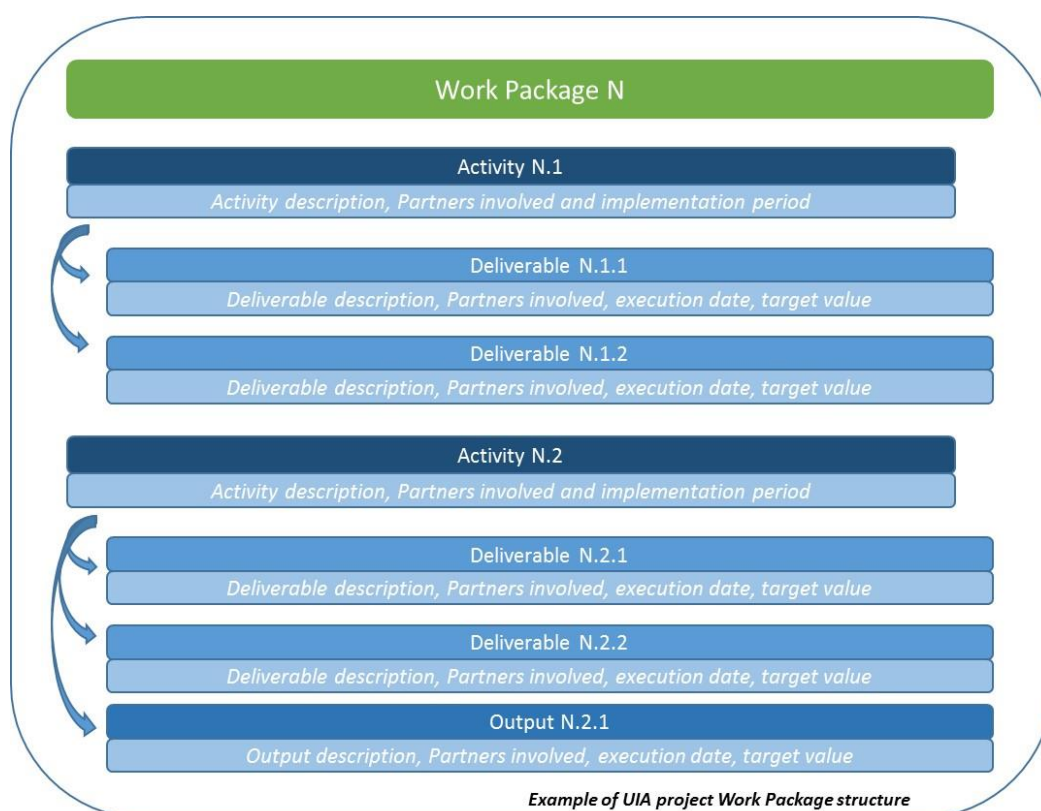 Work Package N
Activity N.1
Activity description, Partners involved and implementation period
Deliverable N.1.1
Deliverable description, Partners involved, execution date, target value
Deliverable N.1.2
Deliverable description, Partners involved, execution date, target value
Activity N.2
Activity description, Partners involved and implementation period
Deliverable N.2.1
Deliverable description, Partners involved, execution date, target value
Deliverable N.2.2
Deliverable description, Partners involved, execution date, target value
Output N.2.1
Output description, Partners involved, execution date, target value
Example of UIA project Work Package structure